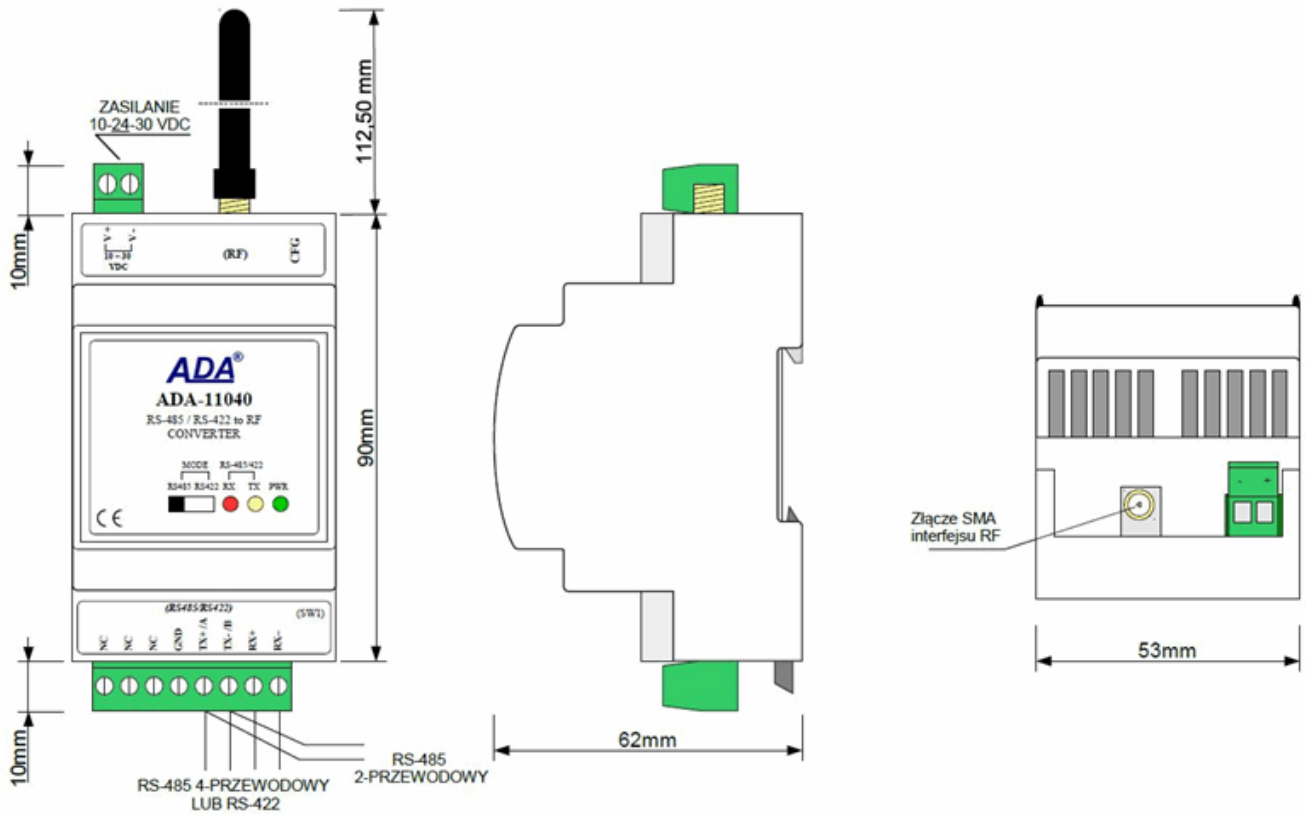 ZASILANIE
10-24-30 VDC
112,50 mm
10mm
V+
V-
10 - 30
VDC
(RF)
CFG
ADA®
ADA-11040
RS-485 / RS-422 to RF
CONVERTER
MODE RS-485/422
RS485 RS422 RX TX PWR
CE
90mm
(RS485/RS422)
(SW1)
NC NC NC GND TX+/A TX-/B RX+ RX-
10mm
RS-485
2-PRZEWODOWY
RS-485 4-PRZEWODOWY
LUB RS-422
62mm
- +
Złącze SMA
interfejsu RF
53mm